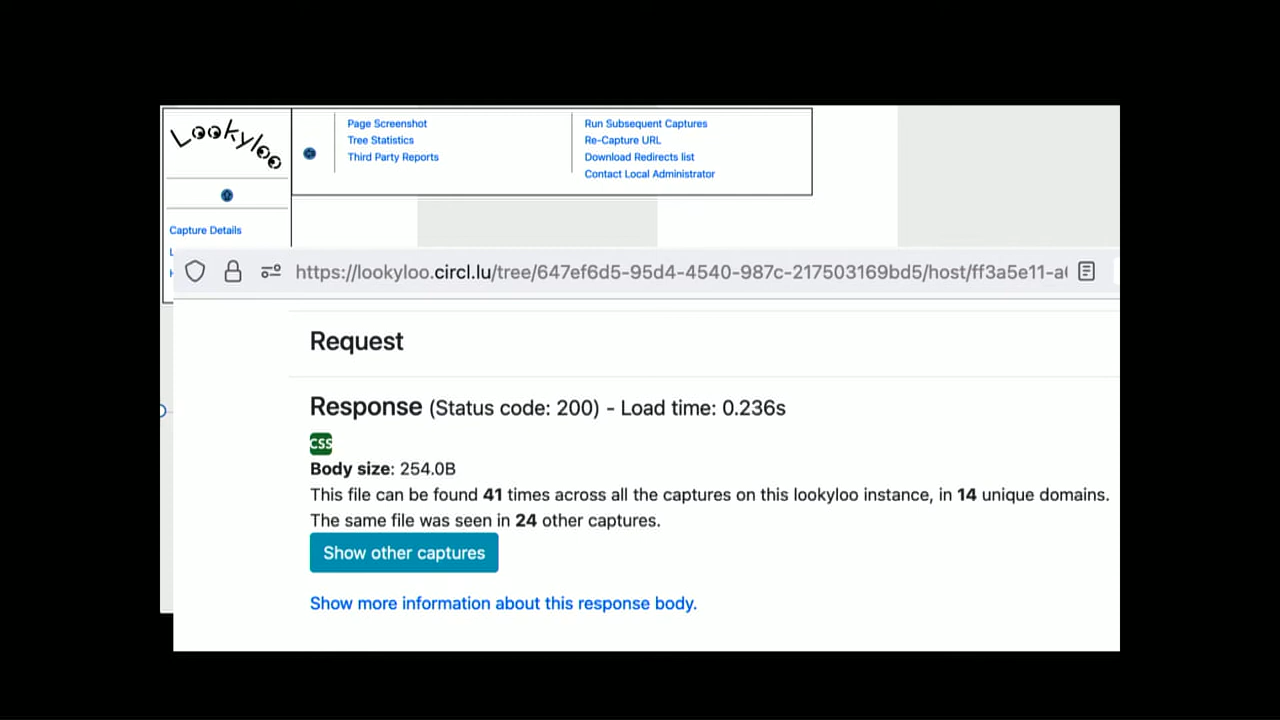 Lookyloo
Page Screenshot
Tree Statistics
Third Party Reports
Run Subsequent Captures
Re-Capture URL
Download Redirects list
Contact Local Administrator
Capture Details
https://lookyloo.circl.lu/tree/647ef6d5-95d4-4540-987c-217503169bd5/host/ff3a5e11-a
Request
Response (Status code: 200) - Load time: 0.236s
CSS
Body size: 254.0B
This file can be found 41 times across all the captures on this lookyloo instance, in 14 unique domains.
The same file was seen in 24 other captures.
Show other captures
Show more information about this response body.